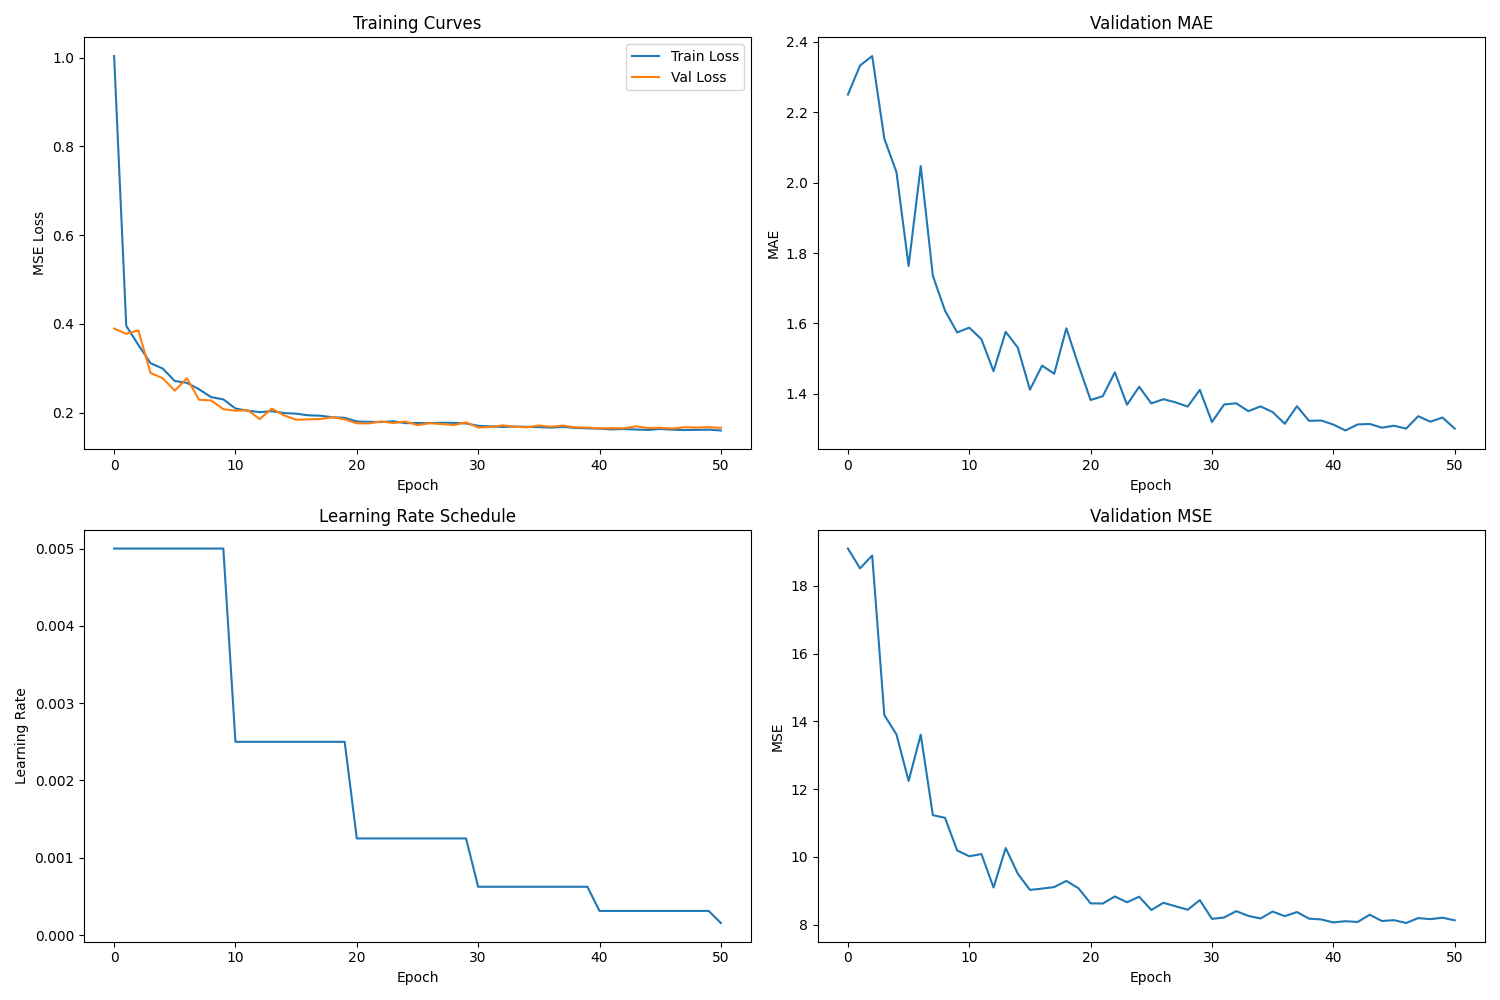 Training Curves
MSE Loss
1.0
0.8
0.6
0.4
0.2
Train Loss
Val Loss
0 10 20 30 40 50
Epoch
Validation MAE
MAE
2.4
2.2
2.0
1.8
1.6
1.4
0 10 20 30 40 50
Epoch
Learning Rate Schedule
Learning Rate
0.005
0.004
0.003
0.002
0.001
0.000
0 10 20 30 40 50
Epoch
Validation MSE
MSE
18
16
14
12
10
8
0 10 20 30 40 50
Epoch